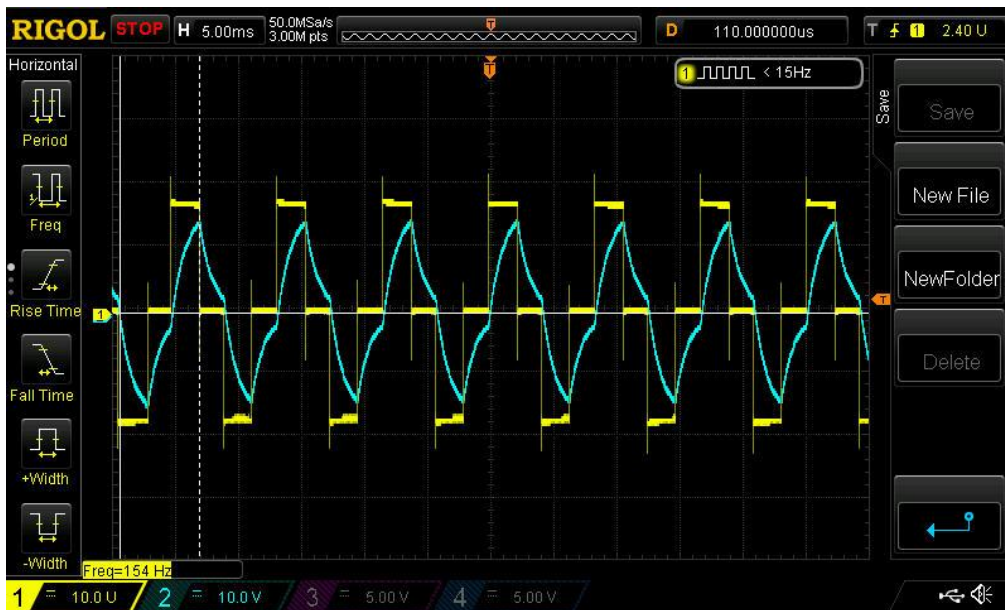 RIGOL STOP H 5.00ms 50.0MSa/s 3.00M pts T D 110.000000us T 1 2.40 U
Horizontal
T
1 < 15Hz
Save
Save
Period
New File
Freq
NewFolder
Rise Time
1
T
Delete
Fall Time
+Width
-Width
Freq=154 Hz
1 = 10.0 U 2 = 10.0 V 3 = 5.00 V 4 = 5.00 V